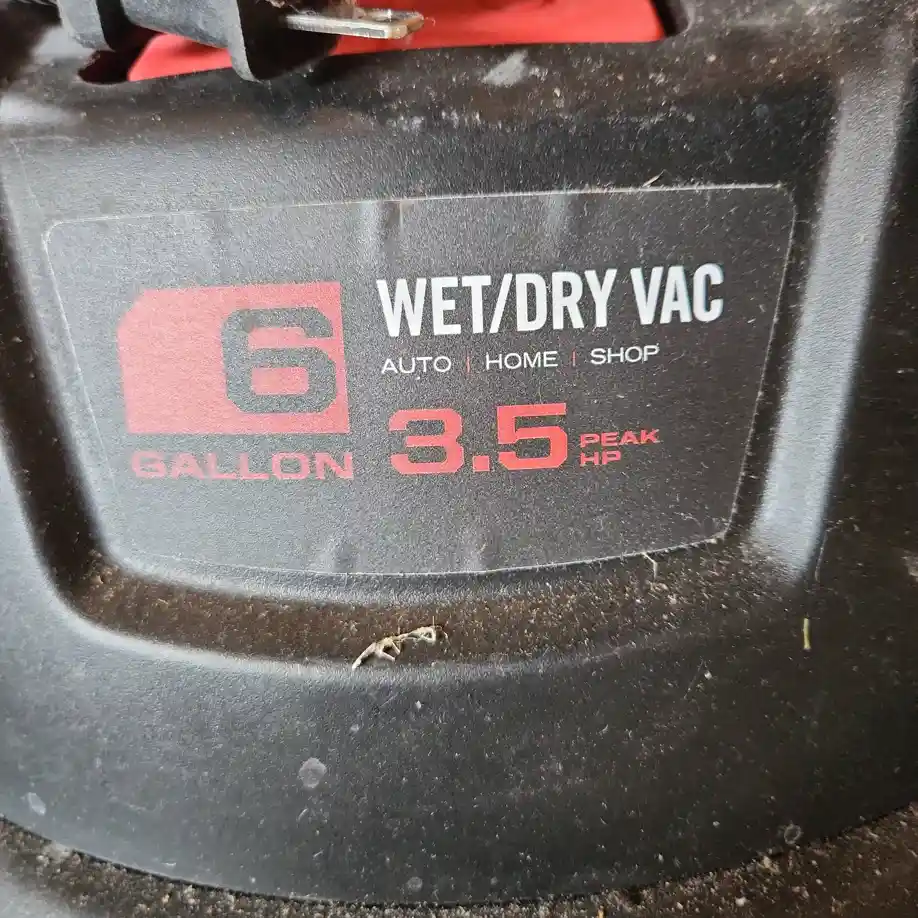 6
GALLON
WET/DRY VAC
AUTO | HOME | SHOP
3.5 PEAK HP